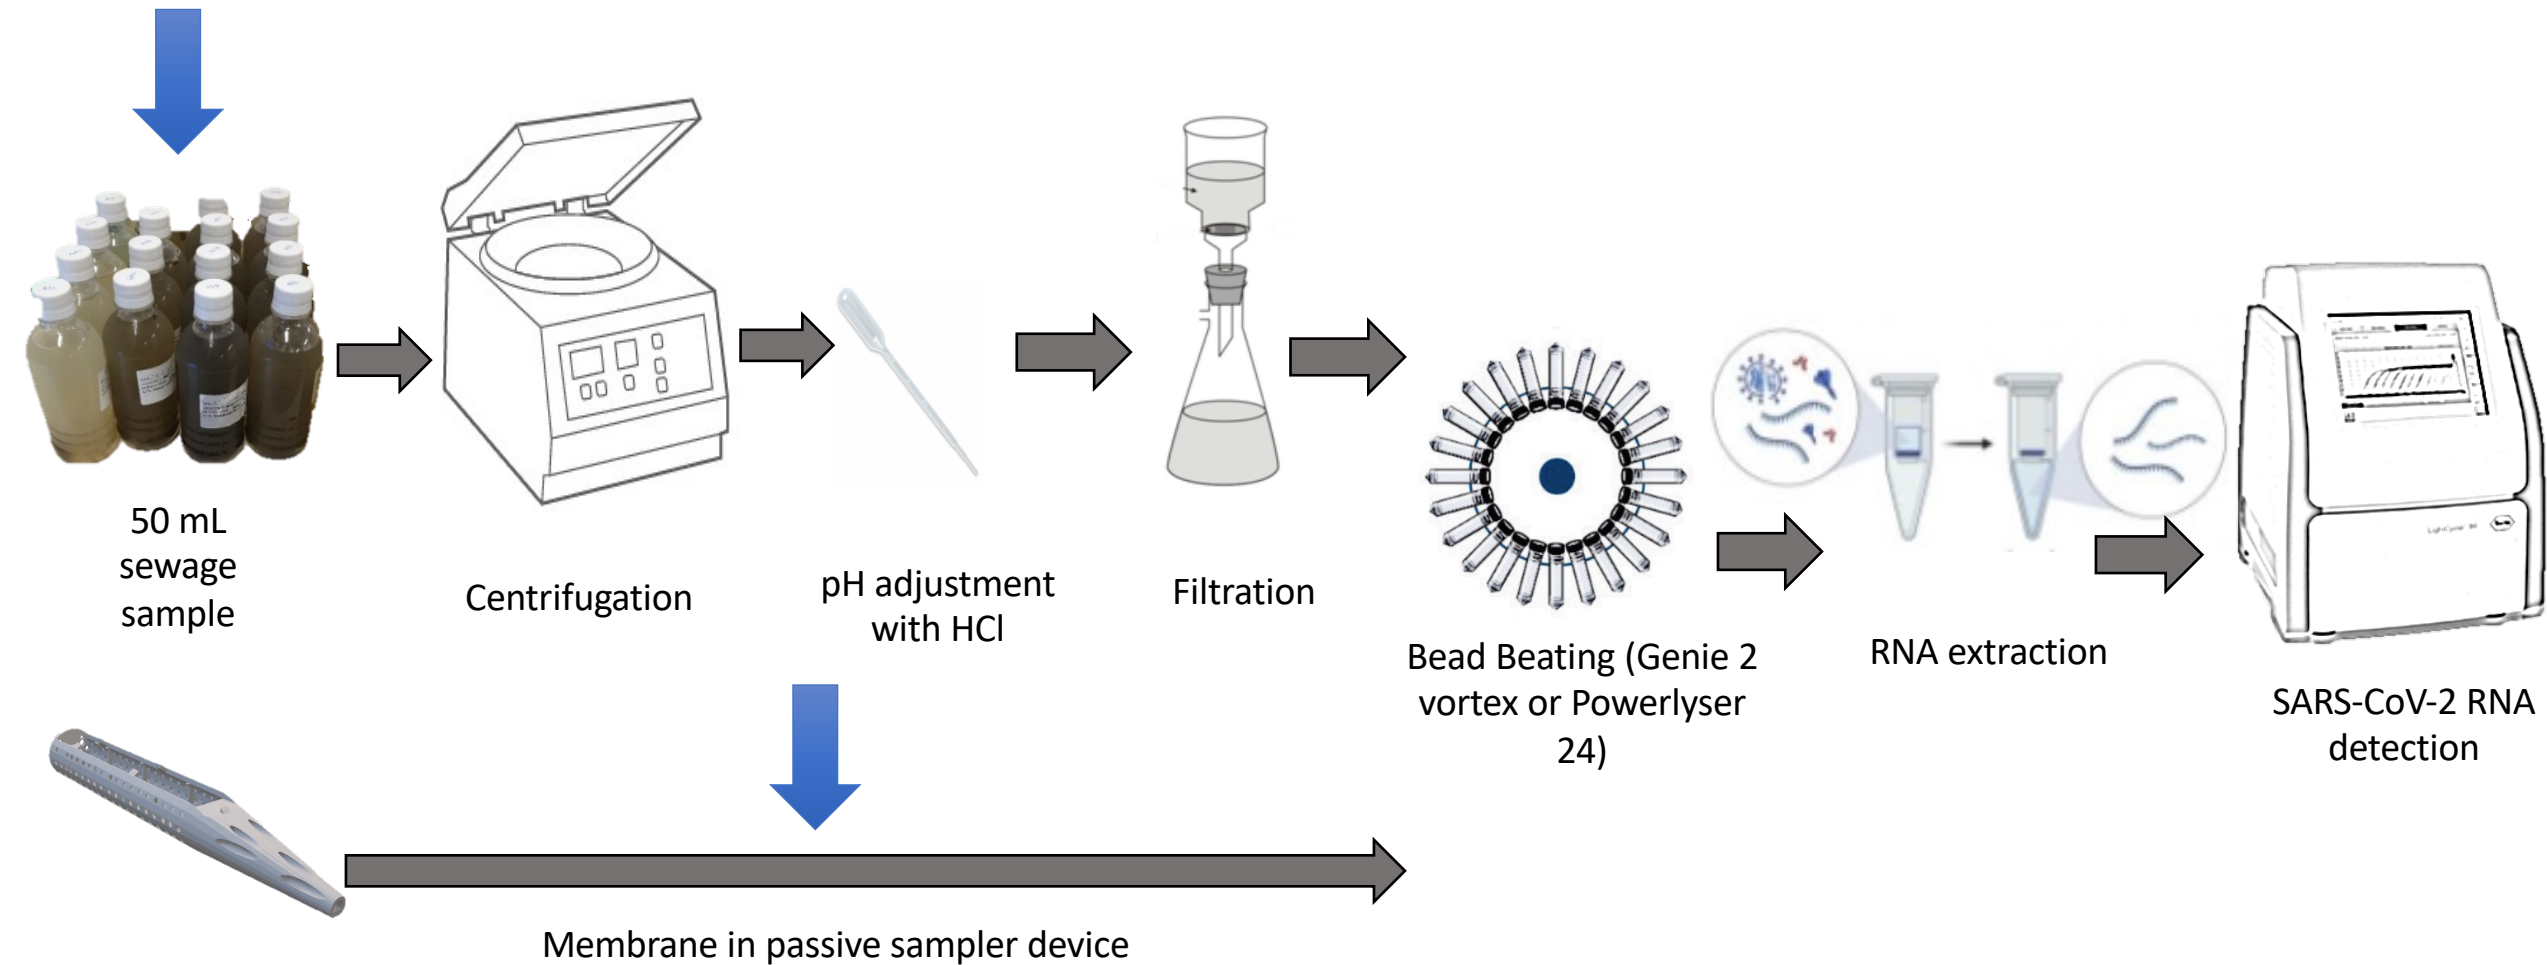 50 mL
sewage
sample
Centrifugation
pH adjustment
with HCl
Filtration
Bead Beating (Genie 2
vortex or Powerlyser
24)
RNA extraction
SARS-CoV-2 RNA
detection
Membrane in passive sampler device